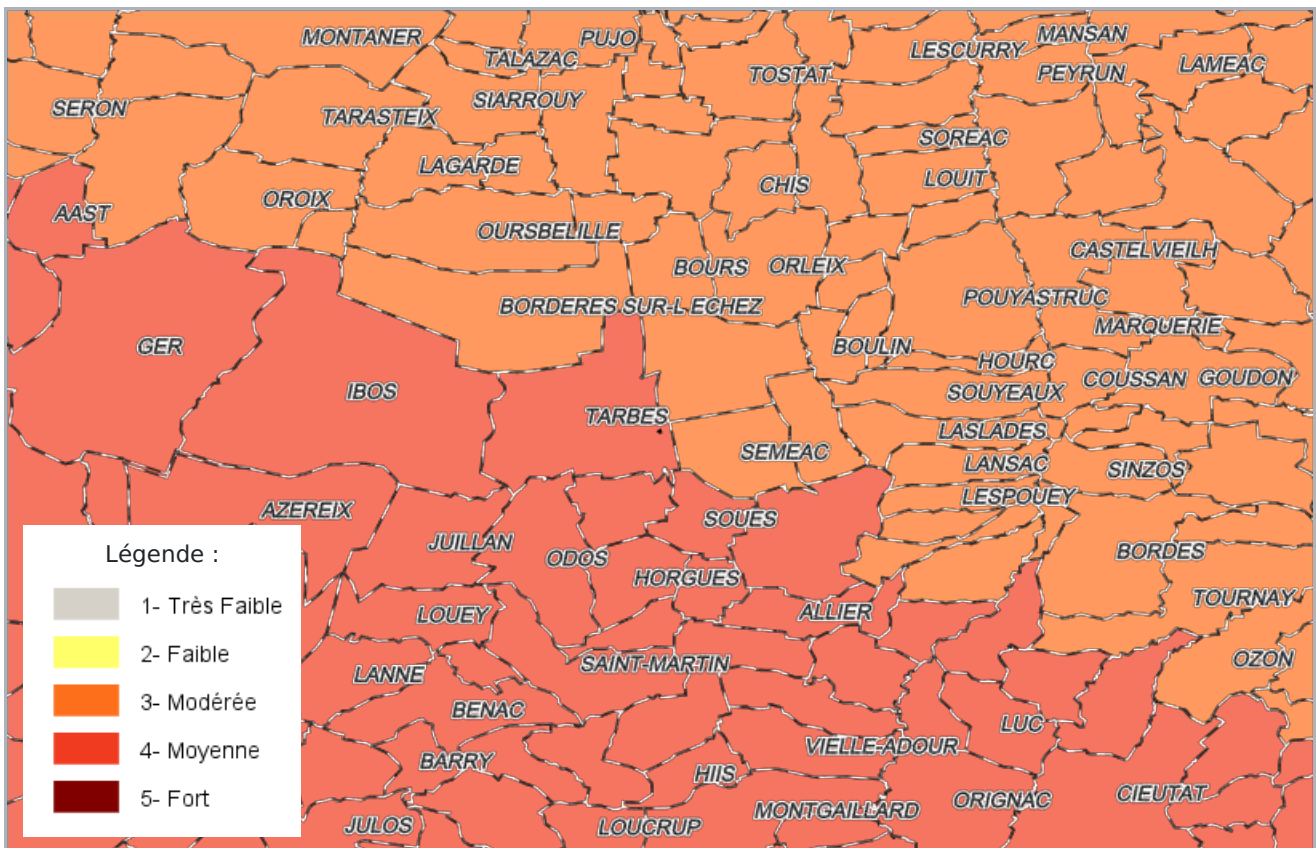 MONTANER
PUJO
MANSAN
TALAZAC
LESCURRY
TOSTAT
PEYRUN
LAMEAC
SERON
SIARROUY
TARASTEIX
SOREAC
LAGARDE
CHIS
LOUIT
OROIX
AAST
OURSBELILLE
CASTELVIEILH
BOURS
ORLEIX
POUYASTRUC
BORDERES SUR-L ECHEZ
MARQUERIE
GER
BOULIN
HOURC
IBOS
SOUYEAUX
COUSSAN
GOUDON
TARBES
LASLADES
SEMEAC
LANSAC
SINZOS
LESPOUEY
AZEREIX
SOUES
JUILLAN
ODOS
BORDES
HORGUES
TOURNAY
LOUEY
ALLIER
OZON
SAINT-MARTIN
LANNE
BENAC
LUC
VIELLE-ADOUR
BARRY
HIIS
CIEUTAT
ORIGNAC
MONTGAILLARD
JULOS
LOUCRUP
Légende :
1- Très Faible
2- Faible
3- Modérée
4- Moyenne
5- Fort